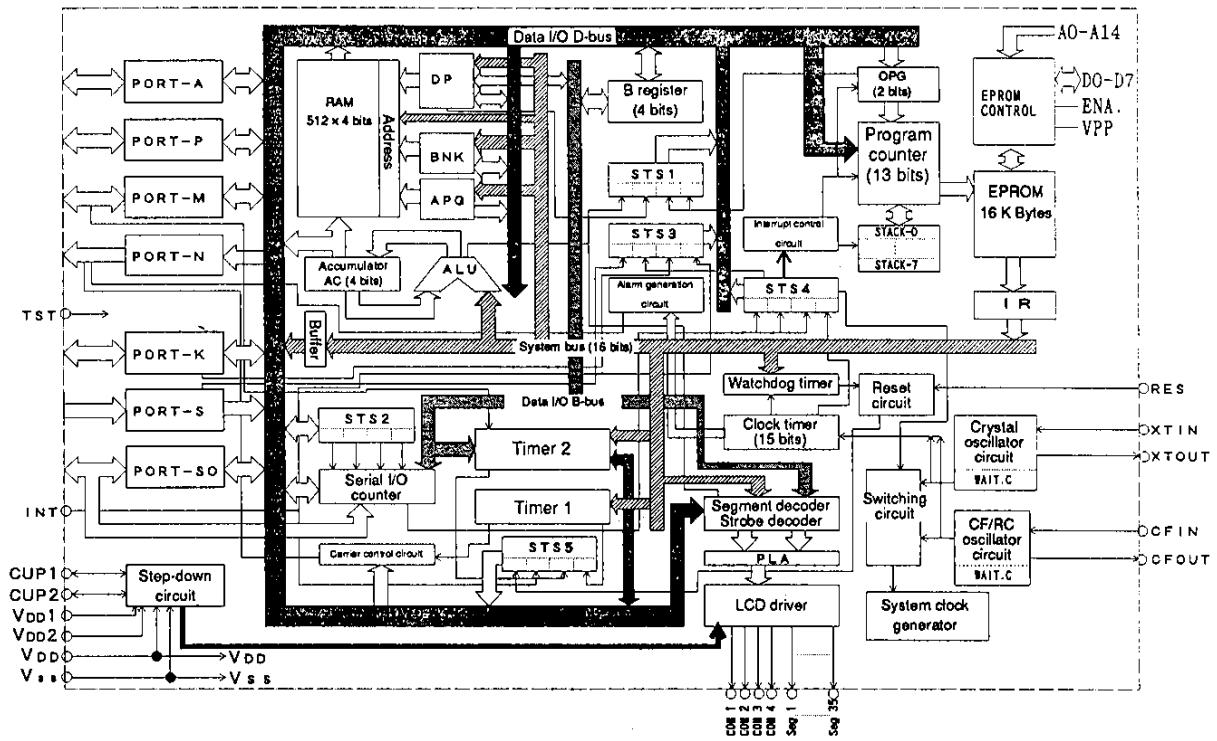 Data I/O D-bus
AO-A14
PORT-A
RAM
512 × 4 bits
Address
DP
B register
(4 bits)
OPG
(2 bits)
EPROM
CONTROL
DO-D7
ENA.
VPP
PORT-P
BNK
Program
counter
(13 bits)
PORT-M
APG
STS1
EPROM
16 K Bytes
PORT-N
Accumulator
AC (4 bits)
ALU
STS3
Interrupt control
circuit
STACK-0
STACK-7
Alarm generation
circuit
STS4
IR
TST
Buffer
System bus (16 bits)
PORT-K
Watchdog timer
Reset
circuit
RES
PORT-S
Data I/O B-bus
STS2
Timer 2
Clock timer
(15 bits)
Crystal
oscillator
circuit
WAIT.C
XTIN
XTOUT
PORT-SO
Serial I/O
counter
Switching
circuit
INT
Timer 1
Segment decoder
Strobe decoder
CF/RC
oscillator
circuit
WAIT.C
CFIN
CFOUT
Carrier control circuit
STS5
PLA
CUP1
CUP2
Step-down
circuit
LCD driver
System clock
generator
VDD1
VDD2
VDD
VDD
Vss
Vss
COM 1
COM 2
COM 3
COM 4
Seg 1
Seg 35